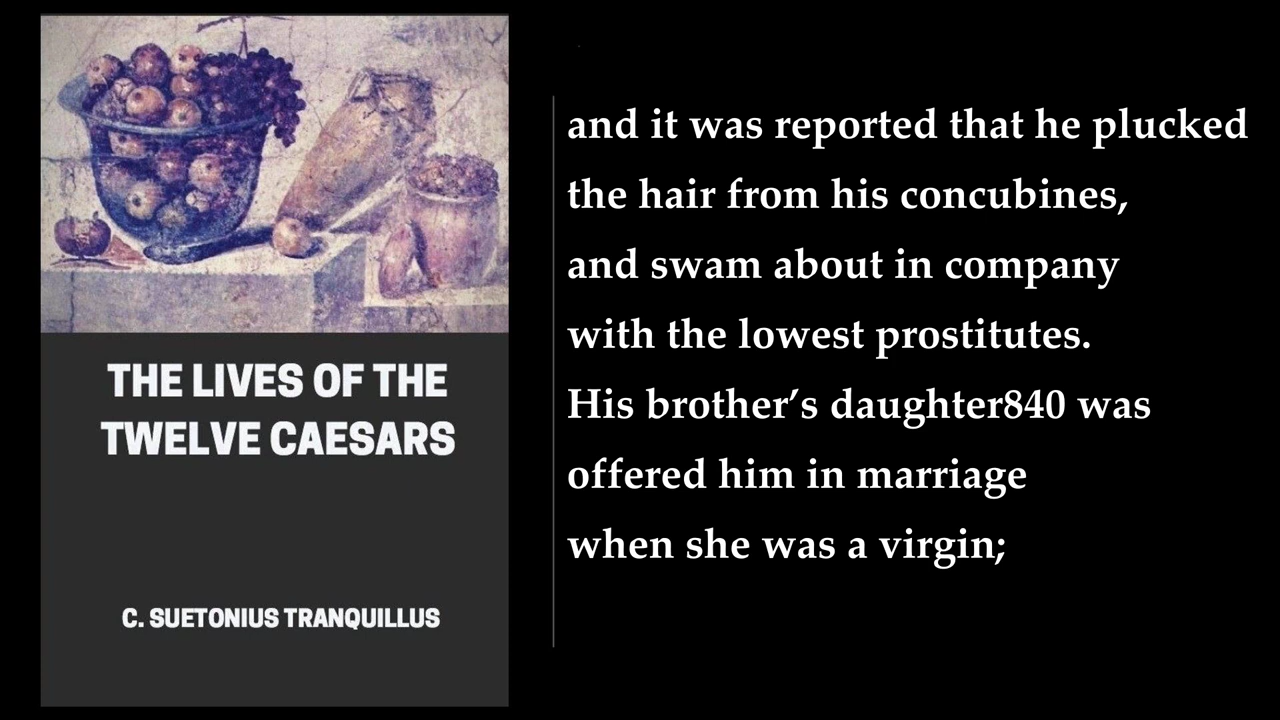 THE LIVES OF THE
TWELVE CAESARS
C. SUETONIUS TRANQUILLUS
and it was reported that he plucked
the hair from his concubines,
and swam about in company
with the lowest prostitutes.
His brother’s daughter840 was
offered him in marriage
when she was a virgin;